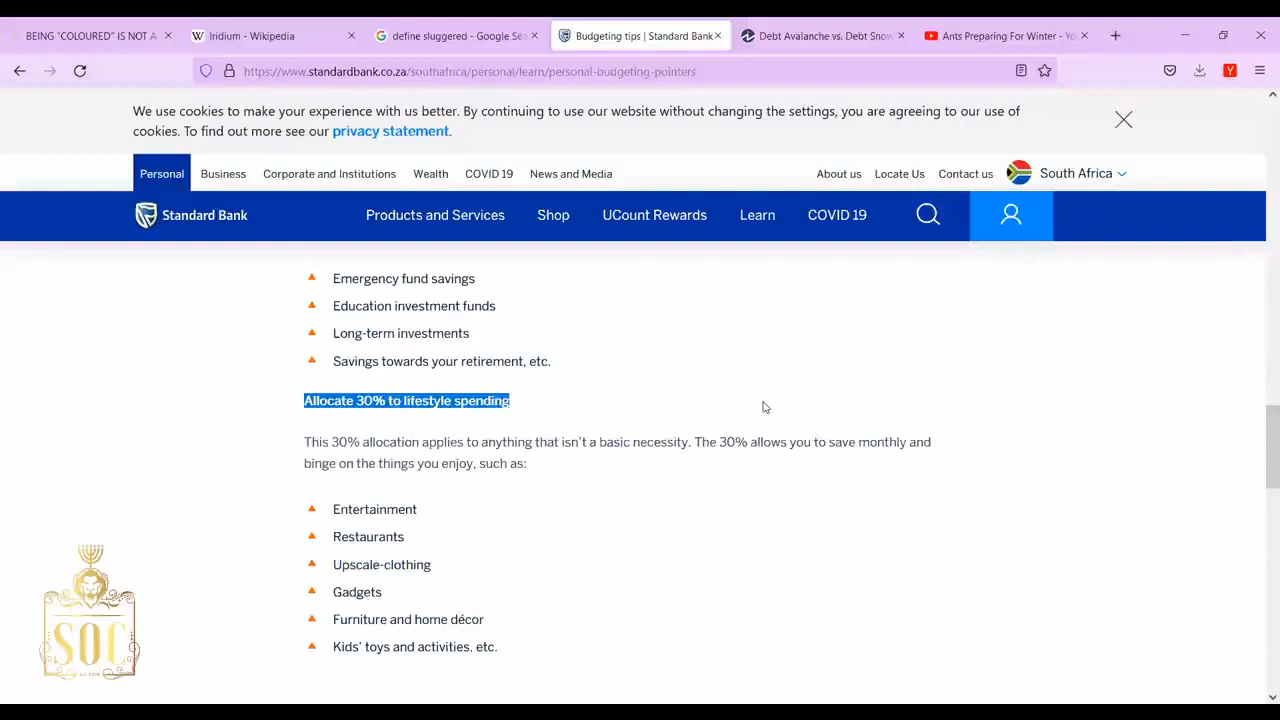 BEING "COLOURED" IS NOT A
Iridium - Wikipedia
define sluggered - Google Sea
Budgeting tips | Standard Bank
Debt Avalanche vs. Debt Snow
Ants Preparing For Winter - Yo
https://www.standardbank.co.za/southafrica/personal/learn/personal-budgeting-pointers
We use cookies to make your experience with us better. By continuing to use our website without changing the settings, you are agreeing to our use of
cookies. To find out more see our privacy statement.
Personal Business Corporate and Institutions Wealth COVID 19 News and Media About us Locate Us Contact us South Africa
Standard Bank Products and Services Shop UCount Rewards Learn COVID 19
Emergency fund savings
Education investment funds
Long-term investments
Savings towards your retirement, etc.
Allocate 30% to lifestyle spending
This 30% allocation applies to anything that isn't a basic necessity. The 30% allows you to save monthly and
binge on the things you enjoy, such as:
Entertainment
Restaurants
Upscale-clothing
Gadgets
Furniture and home décor
Kids' toys and activities, etc.
SOC